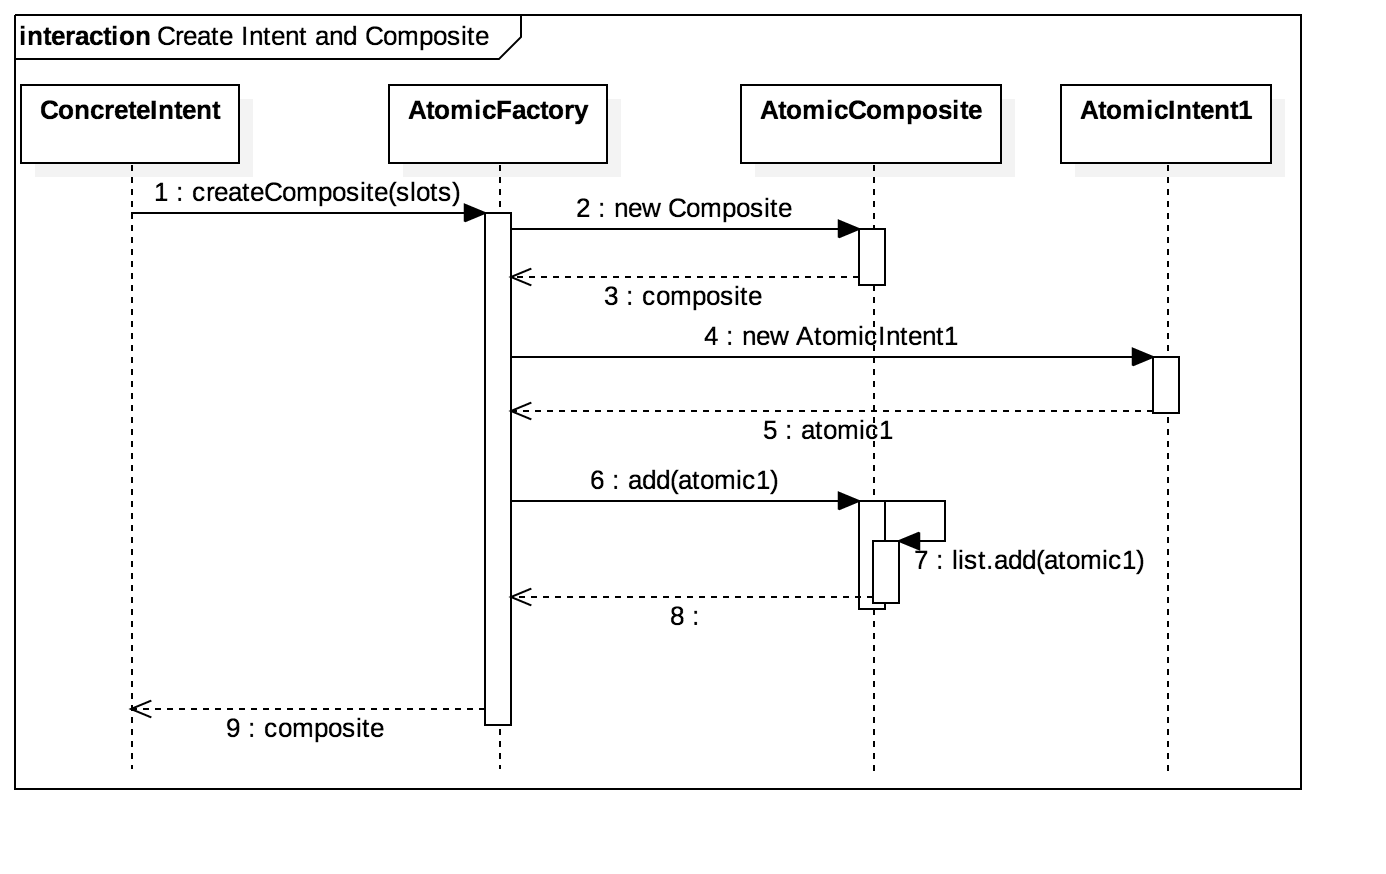 interaction Create Intent and Composite
ConcreteIntent
AtomicFactory
AtomicComposite
AtomicIntent1
1 : createComposite(slots)
2 : new Composite
3 : composite
4 : new AtomicIntent1
5 : atomic1
6 : add(atomic1)
7 : list.add(atomic1)
8 :
9 : composite